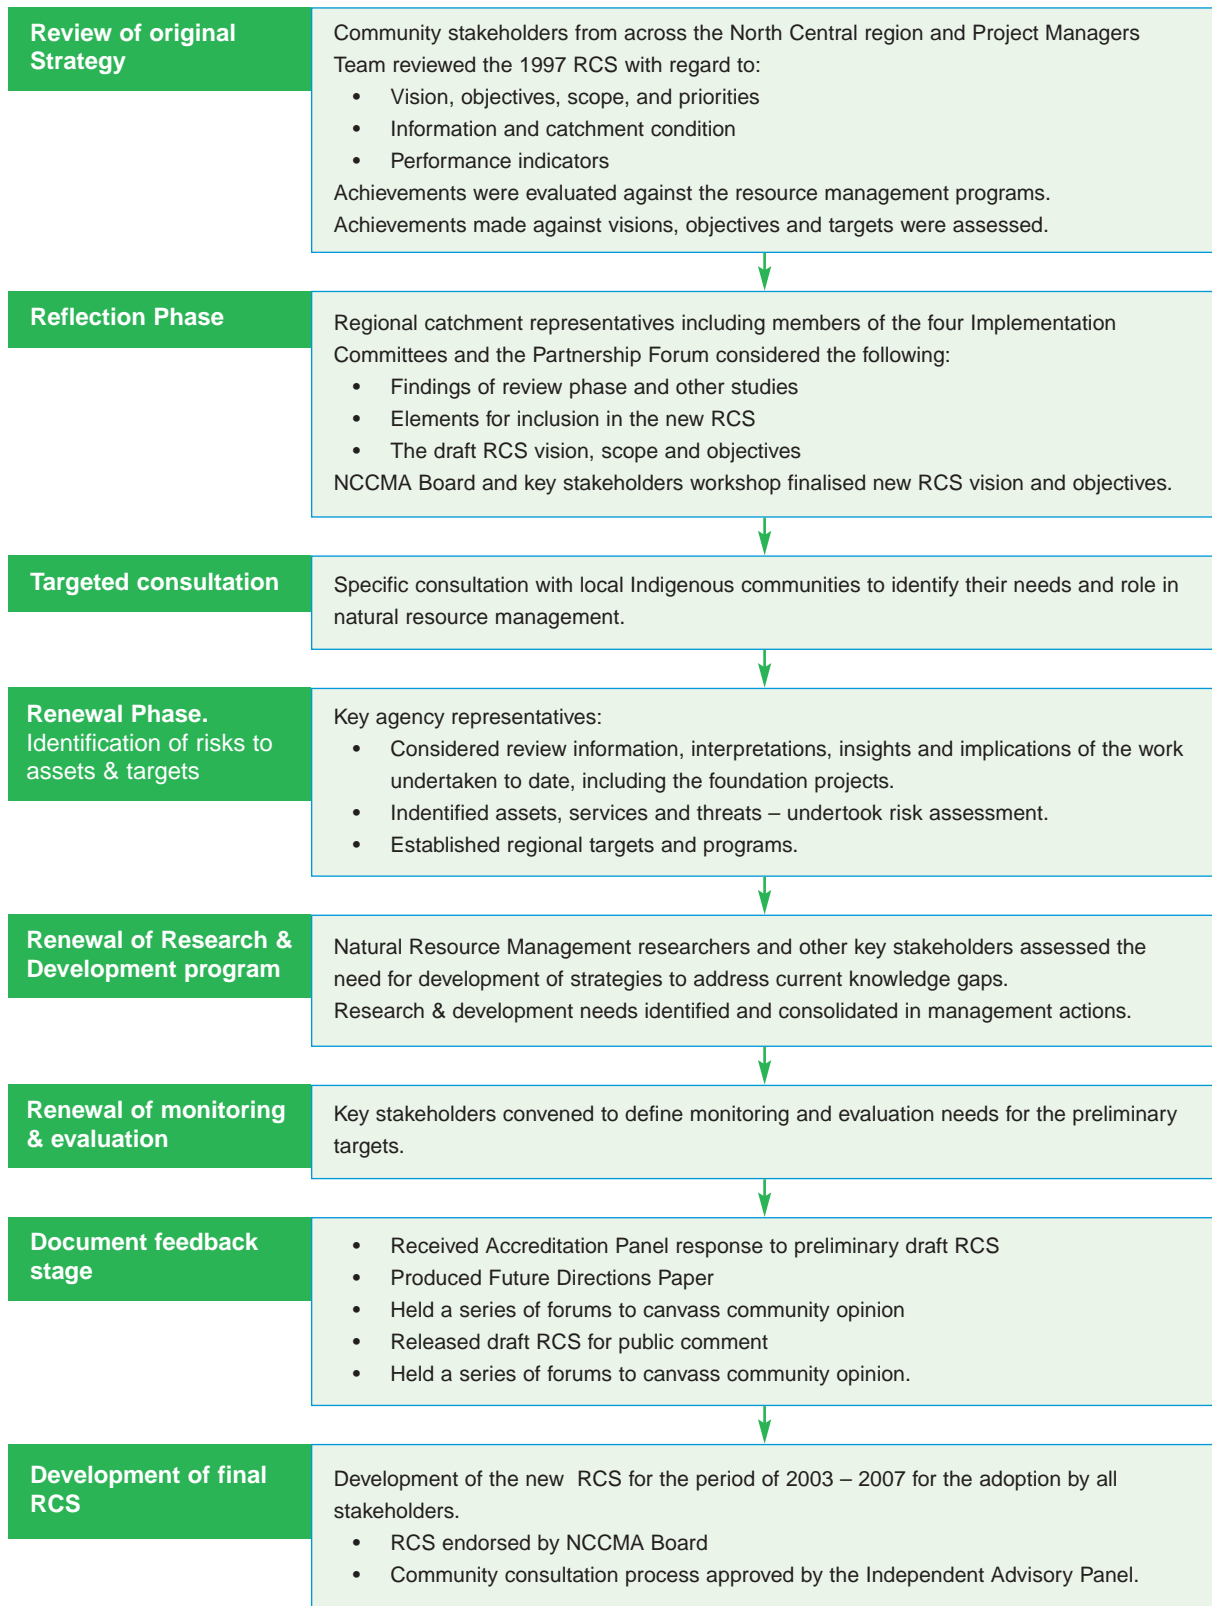 Review of original
Strategy
Community stakeholders from across the North Central region and Project Managers
Team reviewed the 1997 RCS with regard to:
• Vision, objectives, scope, and priorities
• Information and catchment condition
• Performance indicators
Achievements were evaluated against the resource management programs.
Achievements made against visions, objectives and targets were assessed.
Reflection Phase
Regional catchment representatives including members of the four Implementation
Committees and the Partnership Forum considered the following:
• Findings of review phase and other studies
• Elements for inclusion in the new RCS
• The draft RCS vision, scope and objectives
NCCMA Board and key stakeholders workshop finalised new RCS vision and objectives.
Targeted consultation
Specific consultation with local Indigenous communities to identify their needs and role in
natural resource management.
Renewal Phase.
Identification of risks to
assets & targets
Key agency representatives:
• Considered review information, interpretations, insights and implications of the work
undertaken to date, including the foundation projects.
• Indentified assets, services and threats – undertook risk assessment.
• Established regional targets and programs.
Renewal of Research &
Development program
Natural Resource Management researchers and other key stakeholders assessed the
need for development of strategies to address current knowledge gaps.
Research & development needs identified and consolidated in management actions.
Renewal of monitoring
& evaluation
Key stakeholders convened to define monitoring and evaluation needs for the preliminary
targets.
Document feedback
stage
• Received Accreditation Panel response to preliminary draft RCS
• Produced Future Directions Paper
• Held a series of forums to canvass community opinion
• Released draft RCS for public comment
• Held a series of forums to canvass community opinion.
Development of final
RCS
Development of the new RCS for the period of 2003 – 2007 for the adoption by all
stakeholders.
• RCS endorsed by NCCMA Board
• Community consultation process approved by the Independent Advisory Panel.